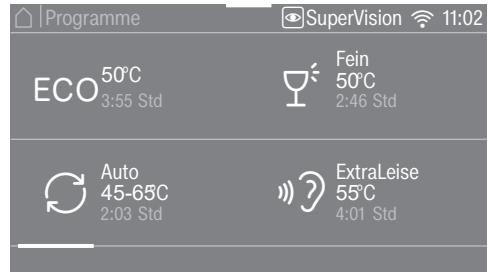 Programme SuperVision 11:02
ECO 50°C
3:55 Std
Fein
50°C
2:46 Std
Auto
45-65°C
2:03 Std
ExtraLeise
55°C
4:01 Std